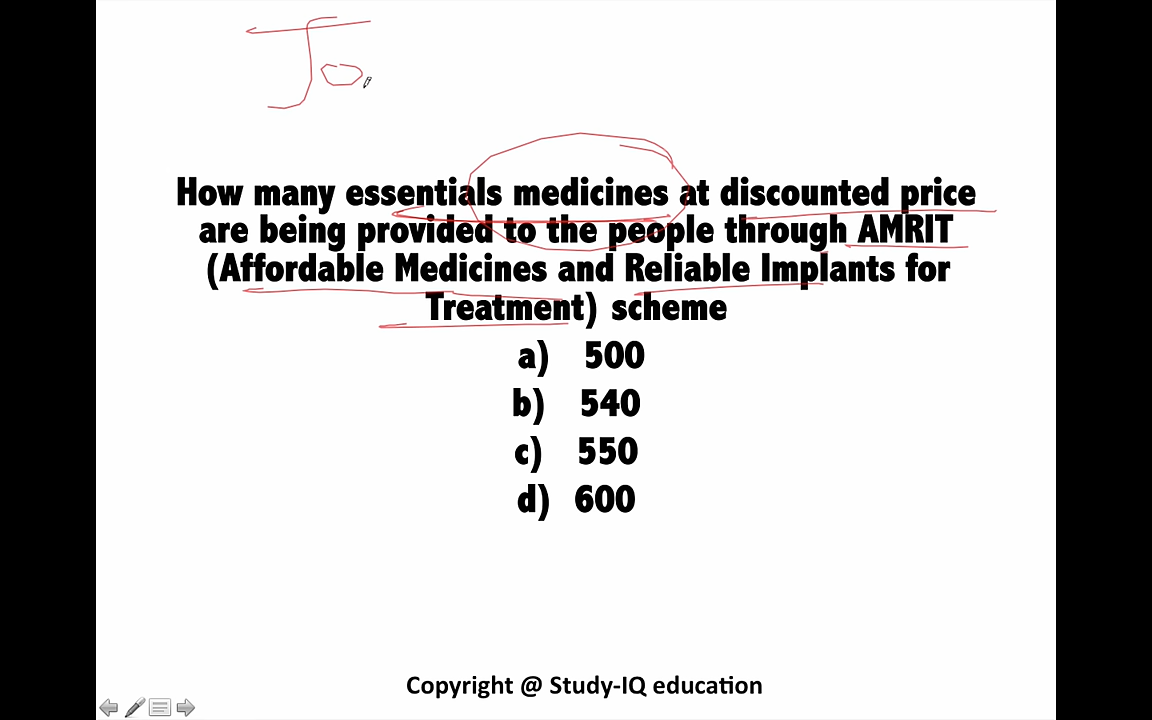 Jo
How many essentials medicines at discounted price
are being provided to the people through AMRIT
(Affordable Medicines and Reliable Implants for
Treatment) scheme
a) 500
b) 540
c) 550
d) 600
Copyright @ Study-IQ education